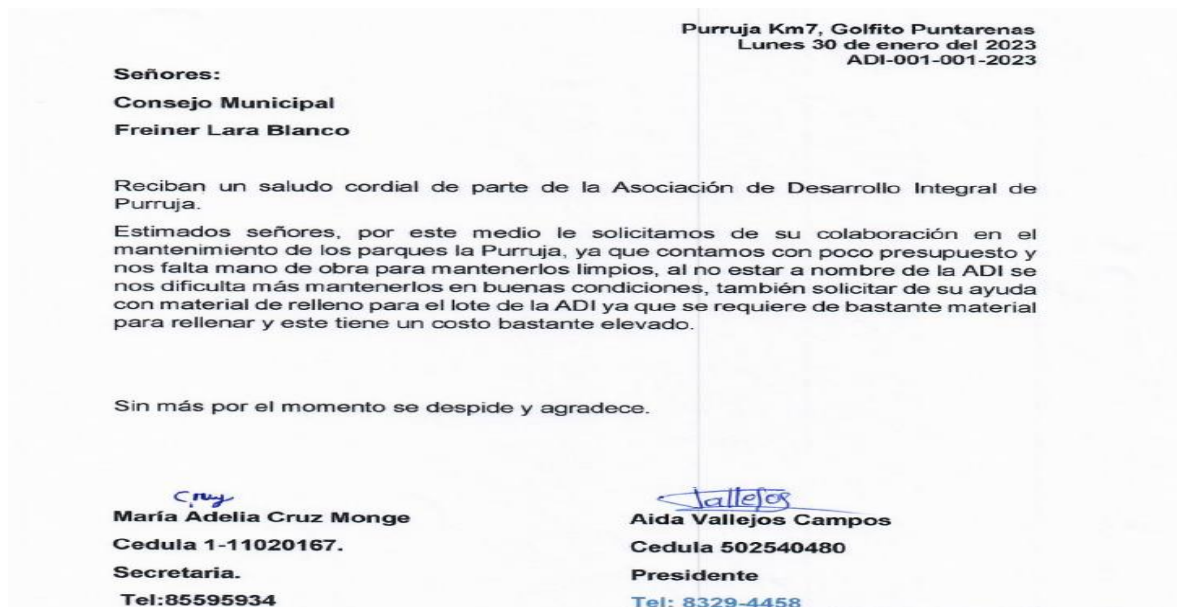 Purruja Km7, Golfito Puntarenas
Lunes 30 de enero del 2023
ADI-001-001-2023
Señores:
Consejo Municipal
Freiner Lara Blanco
Reciban un saludo cordial de parte de la Asociación de Desarrollo Integral de
Purruja.
Estimados señores, por este medio le solicitamos de su colaboración en el
mantenimiento de los parques la Purruja, ya que contamos con poco presupuesto y
nos falta mano de obra para mantenerlos limpios, al no estar a nombre de la ADI se
nos dificulta más mantenerlos en buenas condiciones, también solicitar de su ayuda
con material de relleno para el lote de la ADI ya que se requiere de bastante material
para rellenar y este tiene un costo bastante elevado.
Sin más por el momento se despide y agradece.
Cruz
Vallejos
María Adelia Cruz Monge
Aida Vallejos Campos
Cedula 1-11020167.
Cedula 502540480
Secretaria.
Presidente
Tel:85595934
Tel: 8329-4458